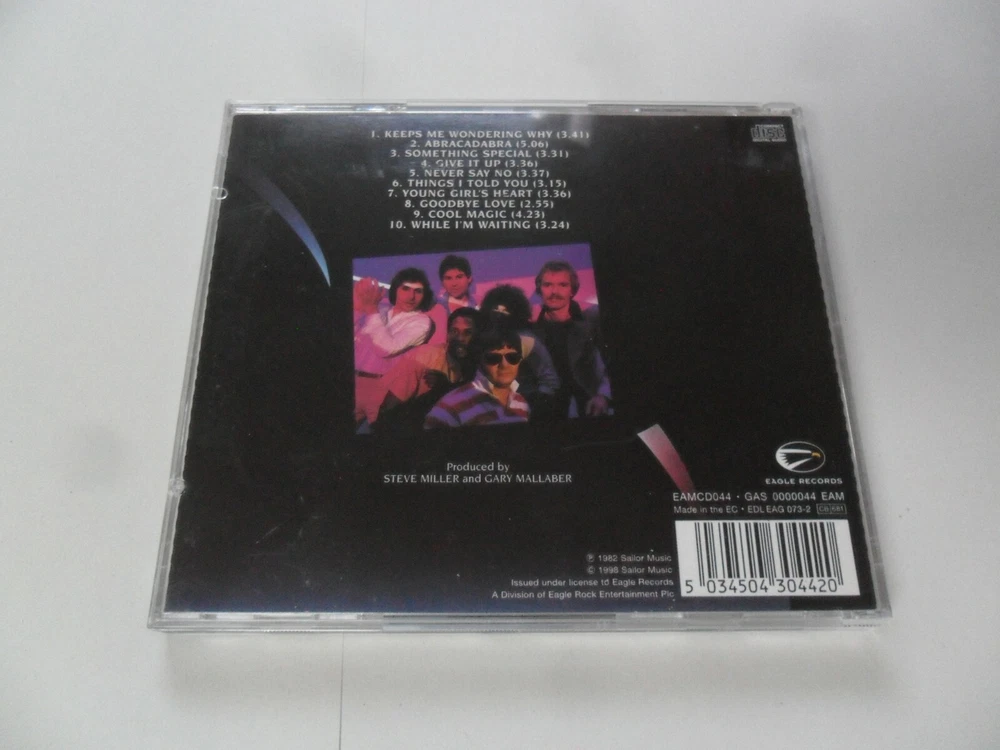 1. KEEPS ME WONDERING WHY (3.41)
2. ABRACADABRA (5.06)
3. SOMETHING SPECIAL (3.31)
4. GIVE IT UP (3.36)
5. NEVER SAY NO (3.37)
6. THINGS I TOLD YOU (3.15)
7. YOUNG GIRL'S HEART (3.36)
8. GOODBYE LOVE (2.55)
9. COOL MAGIC (4.23)
10. WHILE I'M WAITING (3.24)
Produced by
STEVE MILLER and GARY MALLABER
EAGLE RECORDS
EAMCD044 • GAS 0000044 EAM
Made in the EC • EDL EAG 073-2
℗ 1982 Sailor Music
© 1998 Sailor Music
Issued under license to Eagle Records
A Division of Eagle Rock Entertainment Plc
5 034504 304420